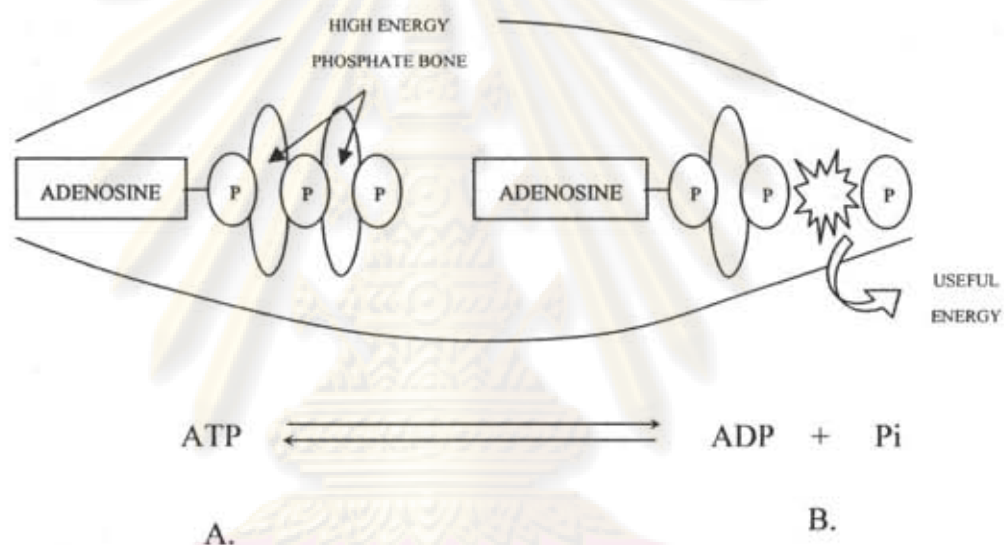 HIGH ENERGY
PHOSPHATE BONE
ADENOSINE P P P
ADENOSINE P P P
USEFUL
ENERGY
ATP ADP + Pi
A. B.